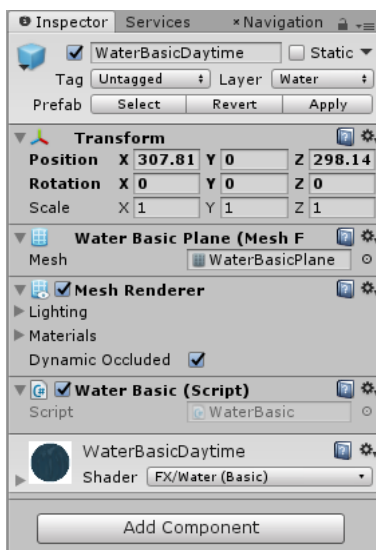 Inspector Services Navigation
WaterBasicDaytime Static
Tag Untagged Layer Water
Prefab Select Revert Apply
Transform
Position X 307.81 Y 0 Z 298.14
Rotation X 0 Y 0 Z 0
Scale X 1 Y 1 Z 1
Water Basic Plane (Mesh F
Mesh WaterBasicPlane
Mesh Renderer
Lighting
Materials
Dynamic Occluded
Water Basic (Script)
Script WaterBasic
WaterBasicDaytime
Shader FX/Water (Basic)
Add Component